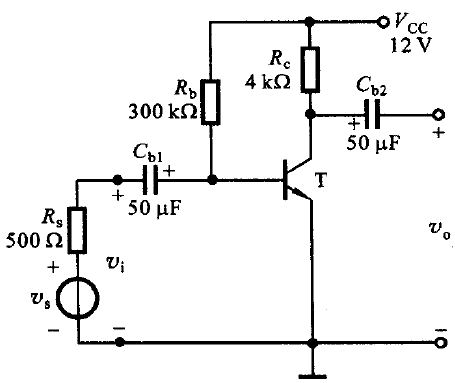 V_CC
12 V
R_c
4 kΩ
C_b2
+
50 μF
+
R_b
300 kΩ
C_b1
+
+
50 μF
T
R_s
500 Ω
+
v_s
−
v_i
−
v_o
−